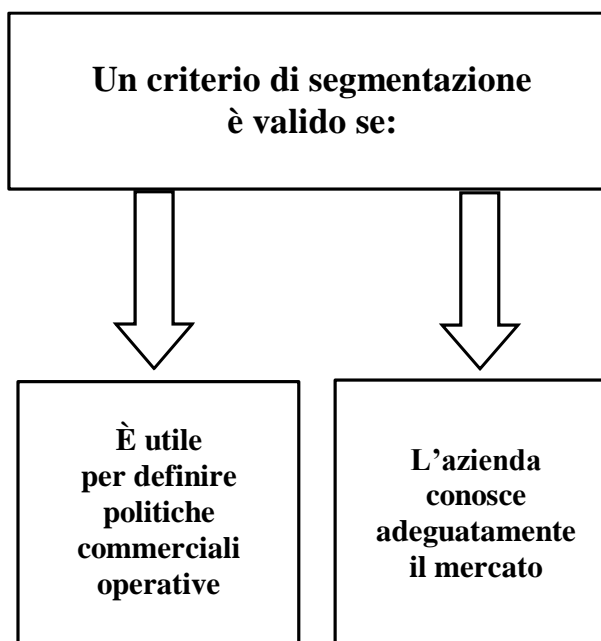 Un criterio di segmentazione
è valido se:
È utile
per definire
politiche
commerciali
operative
L’azienda
conosce
adeguatamente
il mercato